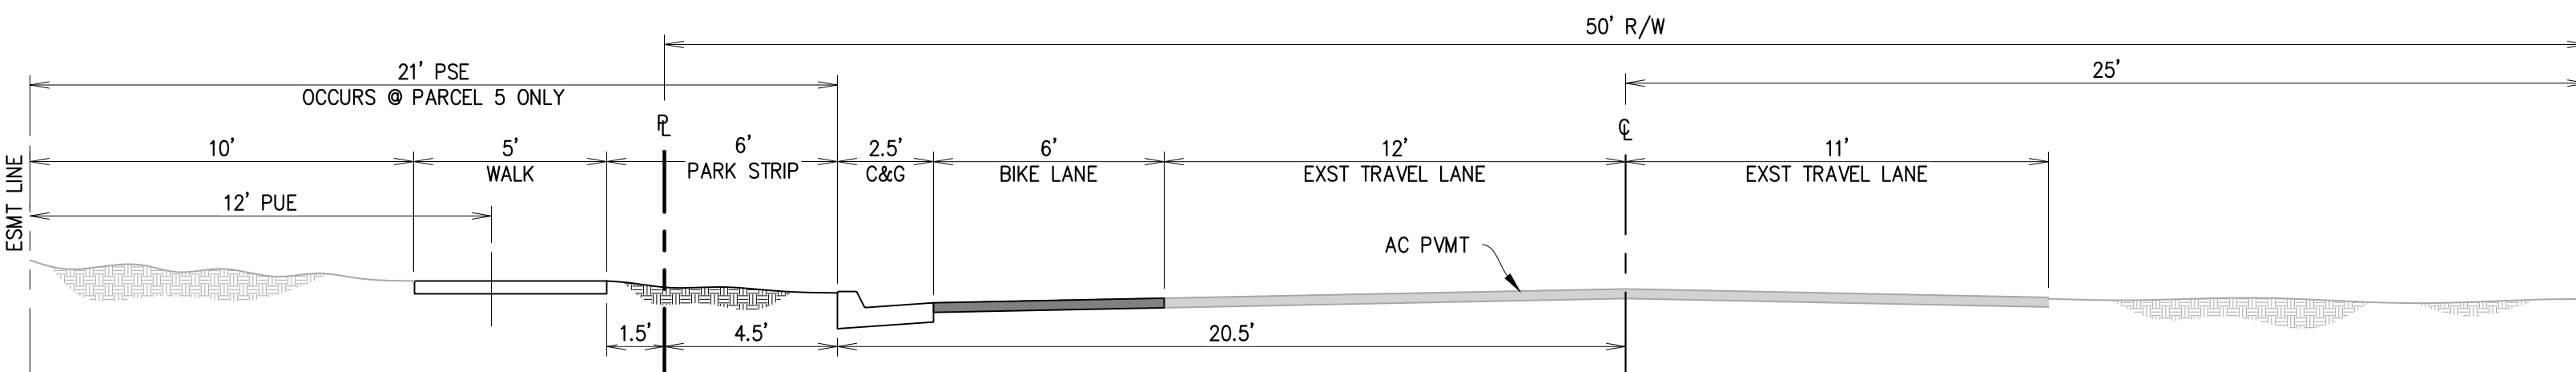 50' R/W
21' PSE
OCCURS @ PARCEL 5 ONLY
25'
PL
CL
10'
5'
WALK
6'
PARK STRIP
2.5'
C&G
6'
BIKE LANE
12'
EXST TRAVEL LANE
11'
EXST TRAVEL LANE
ESMT LINE
12' PUE
AC PVMT
1.5'
4.5'
20.5'